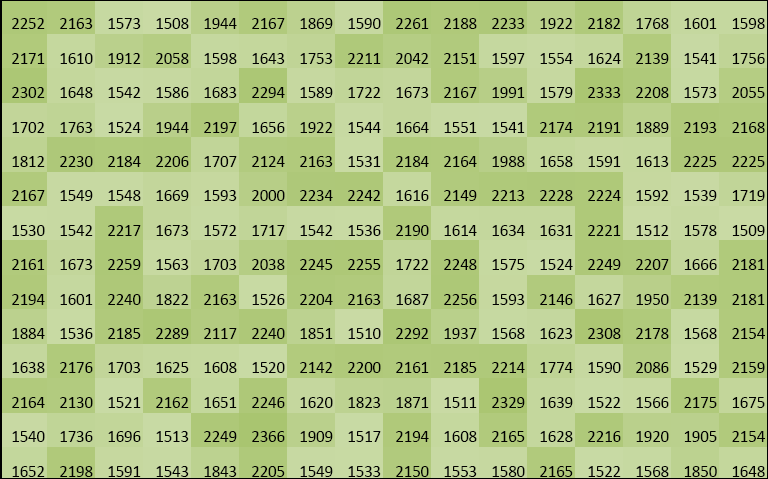 2252 2163 1573 1508 1944 2167 1869 1590 2261 2188 2233 1922 2182 1768 1601 1598
2171 1610 1912 2058 1598 1643 1753 2211 2042 2151 1597 1554 1624 2139 1541 1756
2302 1648 1542 1586 1683 2294 1589 1722 1673 2167 1991 1579 2333 2208 1573 2055
1702 1763 1524 1944 2197 1656 1922 1544 1664 1551 1541 2174 2191 1889 2193 2168
1812 2230 2184 2206 1707 2124 2163 1531 2184 2164 1988 1658 1591 1613 2225 2225
2167 1549 1548 1669 1593 2000 2234 2242 1616 2149 2213 2228 2224 1592 1539 1719
1530 1542 2217 1673 1572 1717 1542 1536 2190 1614 1634 1631 2221 1512 1578 1509
2161 1673 2259 1563 1703 2038 2245 2255 1722 2248 1575 1524 2249 2207 1666 2181
2194 1601 2240 1822 2163 1526 2204 2163 1687 2256 1593 2146 1627 1950 2139 2181
1884 1536 2185 2289 2117 2240 1851 1510 2292 1937 1568 1623 2308 2178 1568 2154
1638 2176 1703 1625 1608 1520 2142 2200 2161 2185 2214 1774 1590 2086 1529 2159
2164 2130 1521 2162 1651 2246 1620 1823 1871 1511 2329 1639 1522 1566 2175 1675
1540 1736 1696 1513 2249 2366 1909 1517 2194 1608 2165 1628 2216 1920 1905 2154
1652 2198 1591 1543 1843 2205 1549 1533 2150 1553 1580 2165 1522 1568 1850 1648